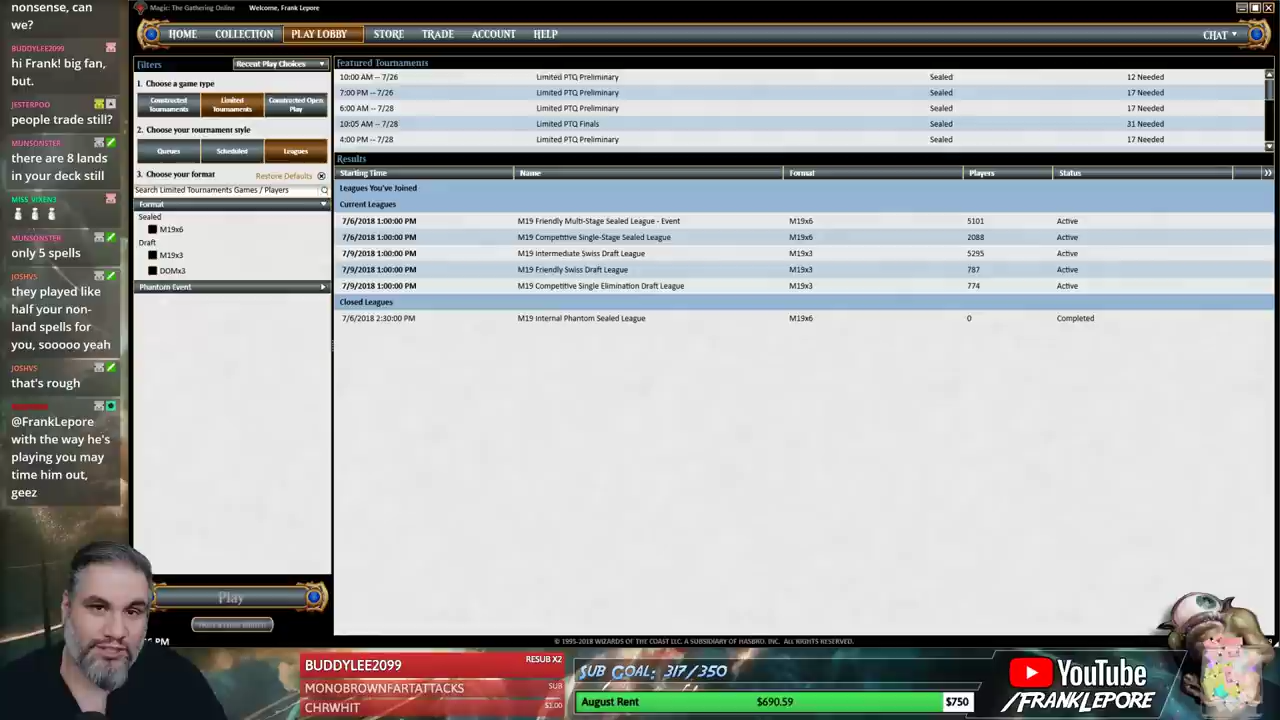 nonsense, can
we?
BUDDYLEE2099
hi Frank! big fan,
but.
JESTERPOO
people trade still?
MUNSONSTER
there are 8 lands
in your deck still
MISS_VIXEN3
MUNSONSTER
only 5 spells
JOSHVS
they played like
half your non-
land spells for
you, sooooo yeah
JOSHVS
that's rough
@FrankLepore
with the way he's
playing you may
time him out,
geez
Magic: The Gathering Online
Welcome, Frank Lepore
HOME COLLECTION PLAY LOBBY STORE TRADE ACCOUNT HELP
CHAT
Filters
Recent Play Choices
1. Choose a game type
Constructed Tournaments
Limited Tournaments
Constructed Open Play
2. Choose your tournament style
Queues Scheduled Leagues
3. Choose your format
Restore Defaults
Search Limited Tournaments Games / Players
Format
Sealed
M19x6
Draft
M19x3
DOMx3
Phantom Event
Play
Featured Tournaments
10:00 AM -- 7/26 Limited PTQ Preliminary Sealed 12 Needed
7:00 PM -- 7/26 Limited PTQ Preliminary Sealed 17 Needed
6:00 AM -- 7/28 Limited PTQ Preliminary Sealed 17 Needed
10:05 AM -- 7/28 Limited PTQ Finals Sealed 31 Needed
4:00 PM -- 7/28 Limited PTQ Preliminary Sealed 17 Needed
Results
Starting Time Name Format Players Status
Leagues You've Joined
Current Leagues
7/6/2018 1:00:00 PM M19 Friendly Multi-Stage Sealed League - Event M19x6 5101 Active
7/6/2018 1:00:00 PM M19 Competitive Single-Stage Sealed League M19x6 2088 Active
7/9/2018 1:00:00 PM M19 Intermediate Swiss Draft League M19x3 5295 Active
7/9/2018 1:00:00 PM M19 Friendly Swiss Draft League M19x3 787 Active
7/9/2018 1:00:00 PM M19 Competitive Single Elimination Draft League M19x3 774 Active
Closed Leagues
7/6/2018 2:30:00 PM M19 Internal Phantom Sealed League M19x6 0 Completed
© 1995-2018 WIZARDS OF THE COAST LLC, A SUBSIDIARY OF HASBRO, INC. ALL RIGHTS RESERVED.
PM
BUDDYLEE2099 RESUB X2
MONOBROWNFARTATTACKS SUB
CHRWHIT $1.00
SUB GOAL: 317/350
August Rent $690.59 $750
YouTube
/FRANKLEPORE